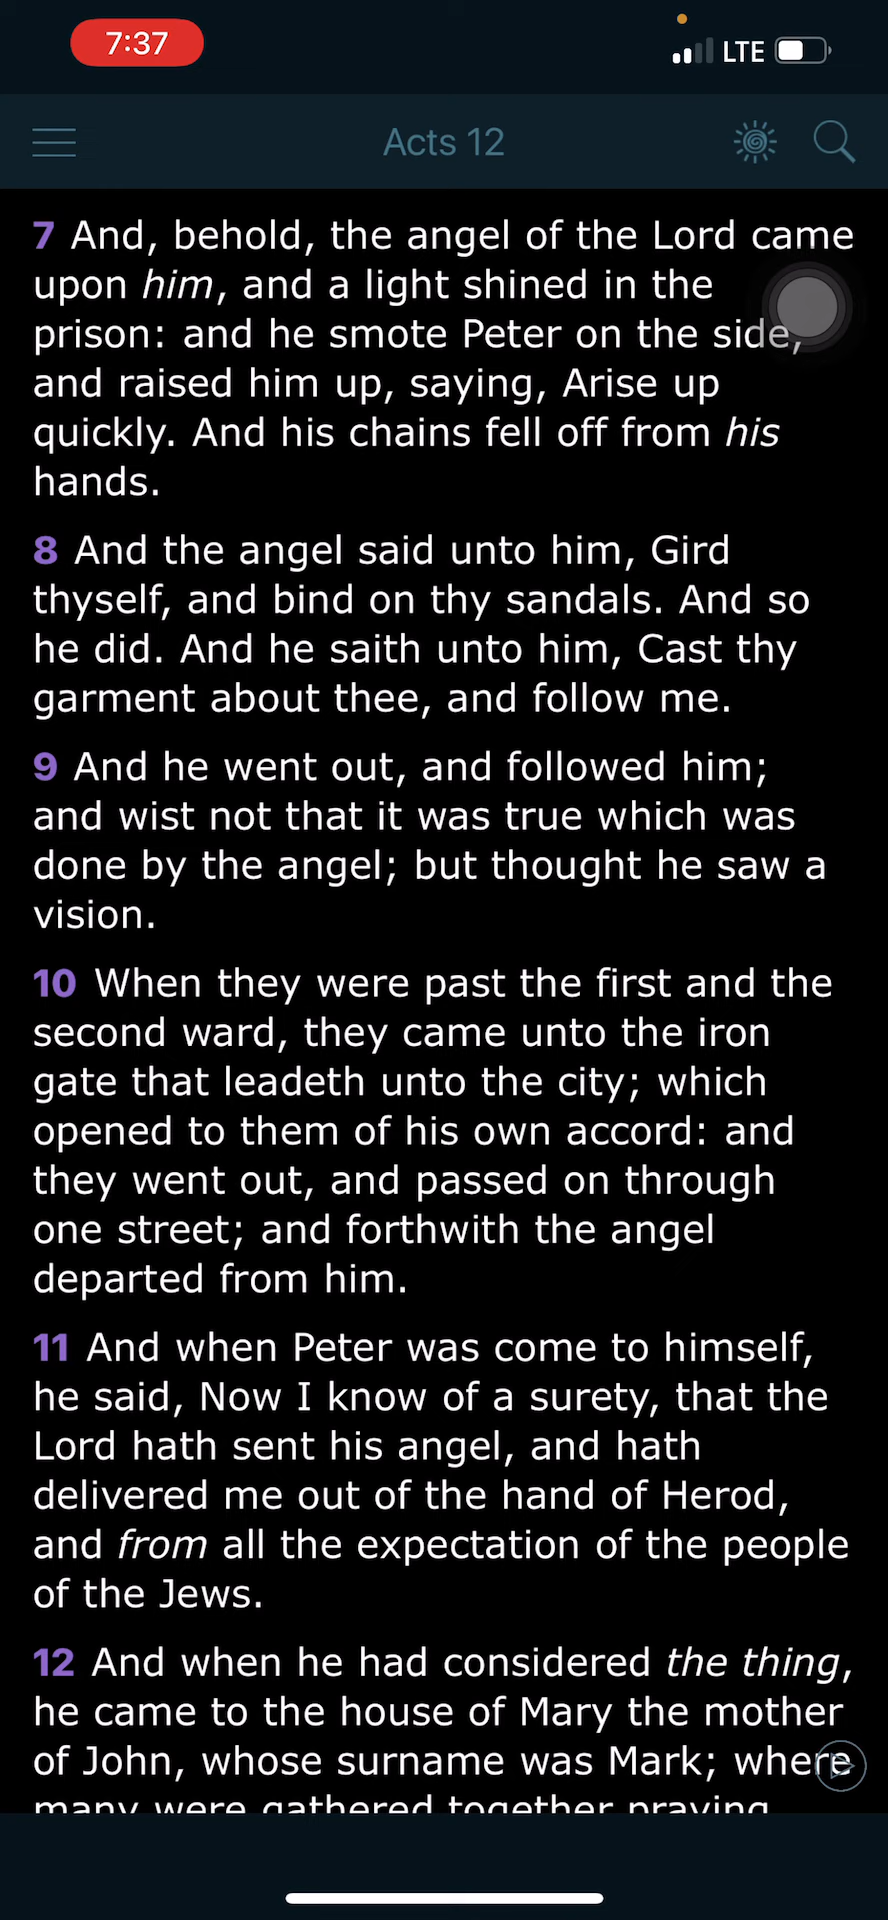 7:37
LTE
Acts 12
7 And, behold, the angel of the Lord came
upon him, and a light shined in the
prison: and he smote Peter on the side,
and raised him up, saying, Arise up
quickly. And his chains fell off from his
hands.
8 And the angel said unto him, Gird
thyself, and bind on thy sandals. And so
he did. And he saith unto him, Cast thy
garment about thee, and follow me.
9 And he went out, and followed him;
and wist not that it was true which was
done by the angel; but thought he saw a
vision.
10 When they were past the first and the
second ward, they came unto the iron
gate that leadeth unto the city; which
opened to them of his own accord: and
they went out, and passed on through
one street; and forthwith the angel
departed from him.
11 And when Peter was come to himself,
he said, Now I know of a surety, that the
Lord hath sent his angel, and hath
delivered me out of the hand of Herod,
and from all the expectation of the people
of the Jews.
12 And when he had considered the thing,
he came to the house of Mary the mother
of John, whose surname was Mark; where
many were gathered together praying